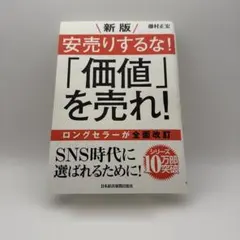 新版
藤村正宏
安売りするな!
「価値」
を売れ!
ロングセラーが全面改訂
SNS時代に
選ばれるために!
シリーズ
10万部
突破
日本経済新聞出版社